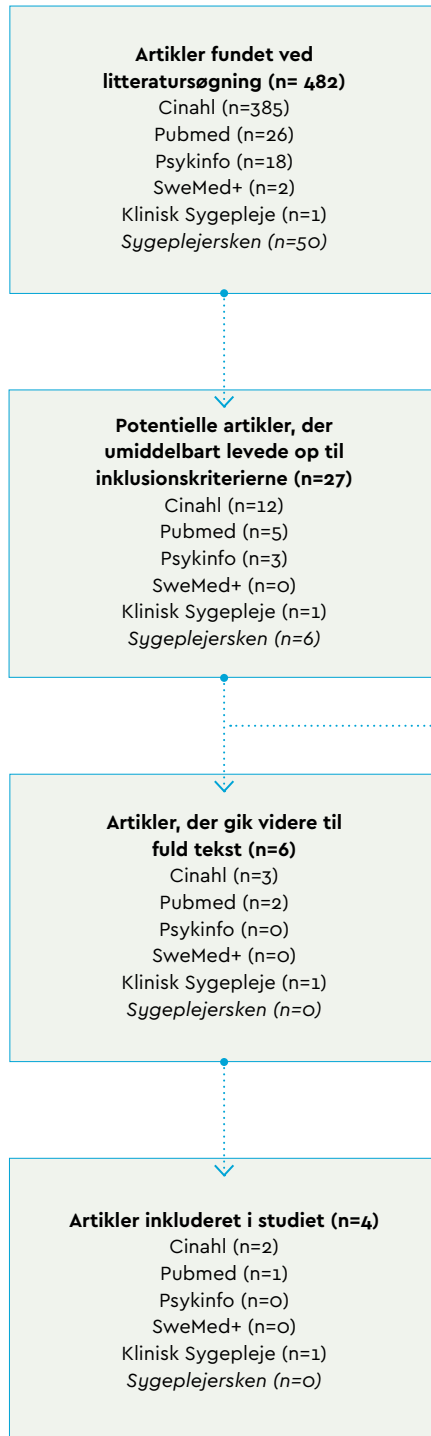 Artikler fundet ved
litteratursøgning (n= 482)
Cinahl (n=385)
Pubmed (n=26)
Psykinfo (n=18)
SweMed+ (n=2)
Klinisk Sygepleje (n=1)
Sygeplejersken (n=50)
Potentielle artikler, der
umiddelbart levede op til
inklusionskriterierne (n=27)
Cinahl (n=12)
Pubmed (n=5)
Psykinfo (n=3)
SweMed+ (n=0)
Klinisk Sygepleje (n=1)
Sygeplejersken (n=6)
Artikler, der gik videre til
fuld tekst (n=6)
Cinahl (n=3)
Pubmed (n=2)
Psykinfo (n=0)
SweMed+ (n=0)
Klinisk Sygepleje (n=1)
Sygeplejersken (n=0)
Artikler inkluderet i studiet (n=4)
Cinahl (n=2)
Pubmed (n=1)
Psykinfo (n=0)
SweMed+ (n=0)
Klinisk Sygepleje (n=1)
Sygeplejersken (n=0)